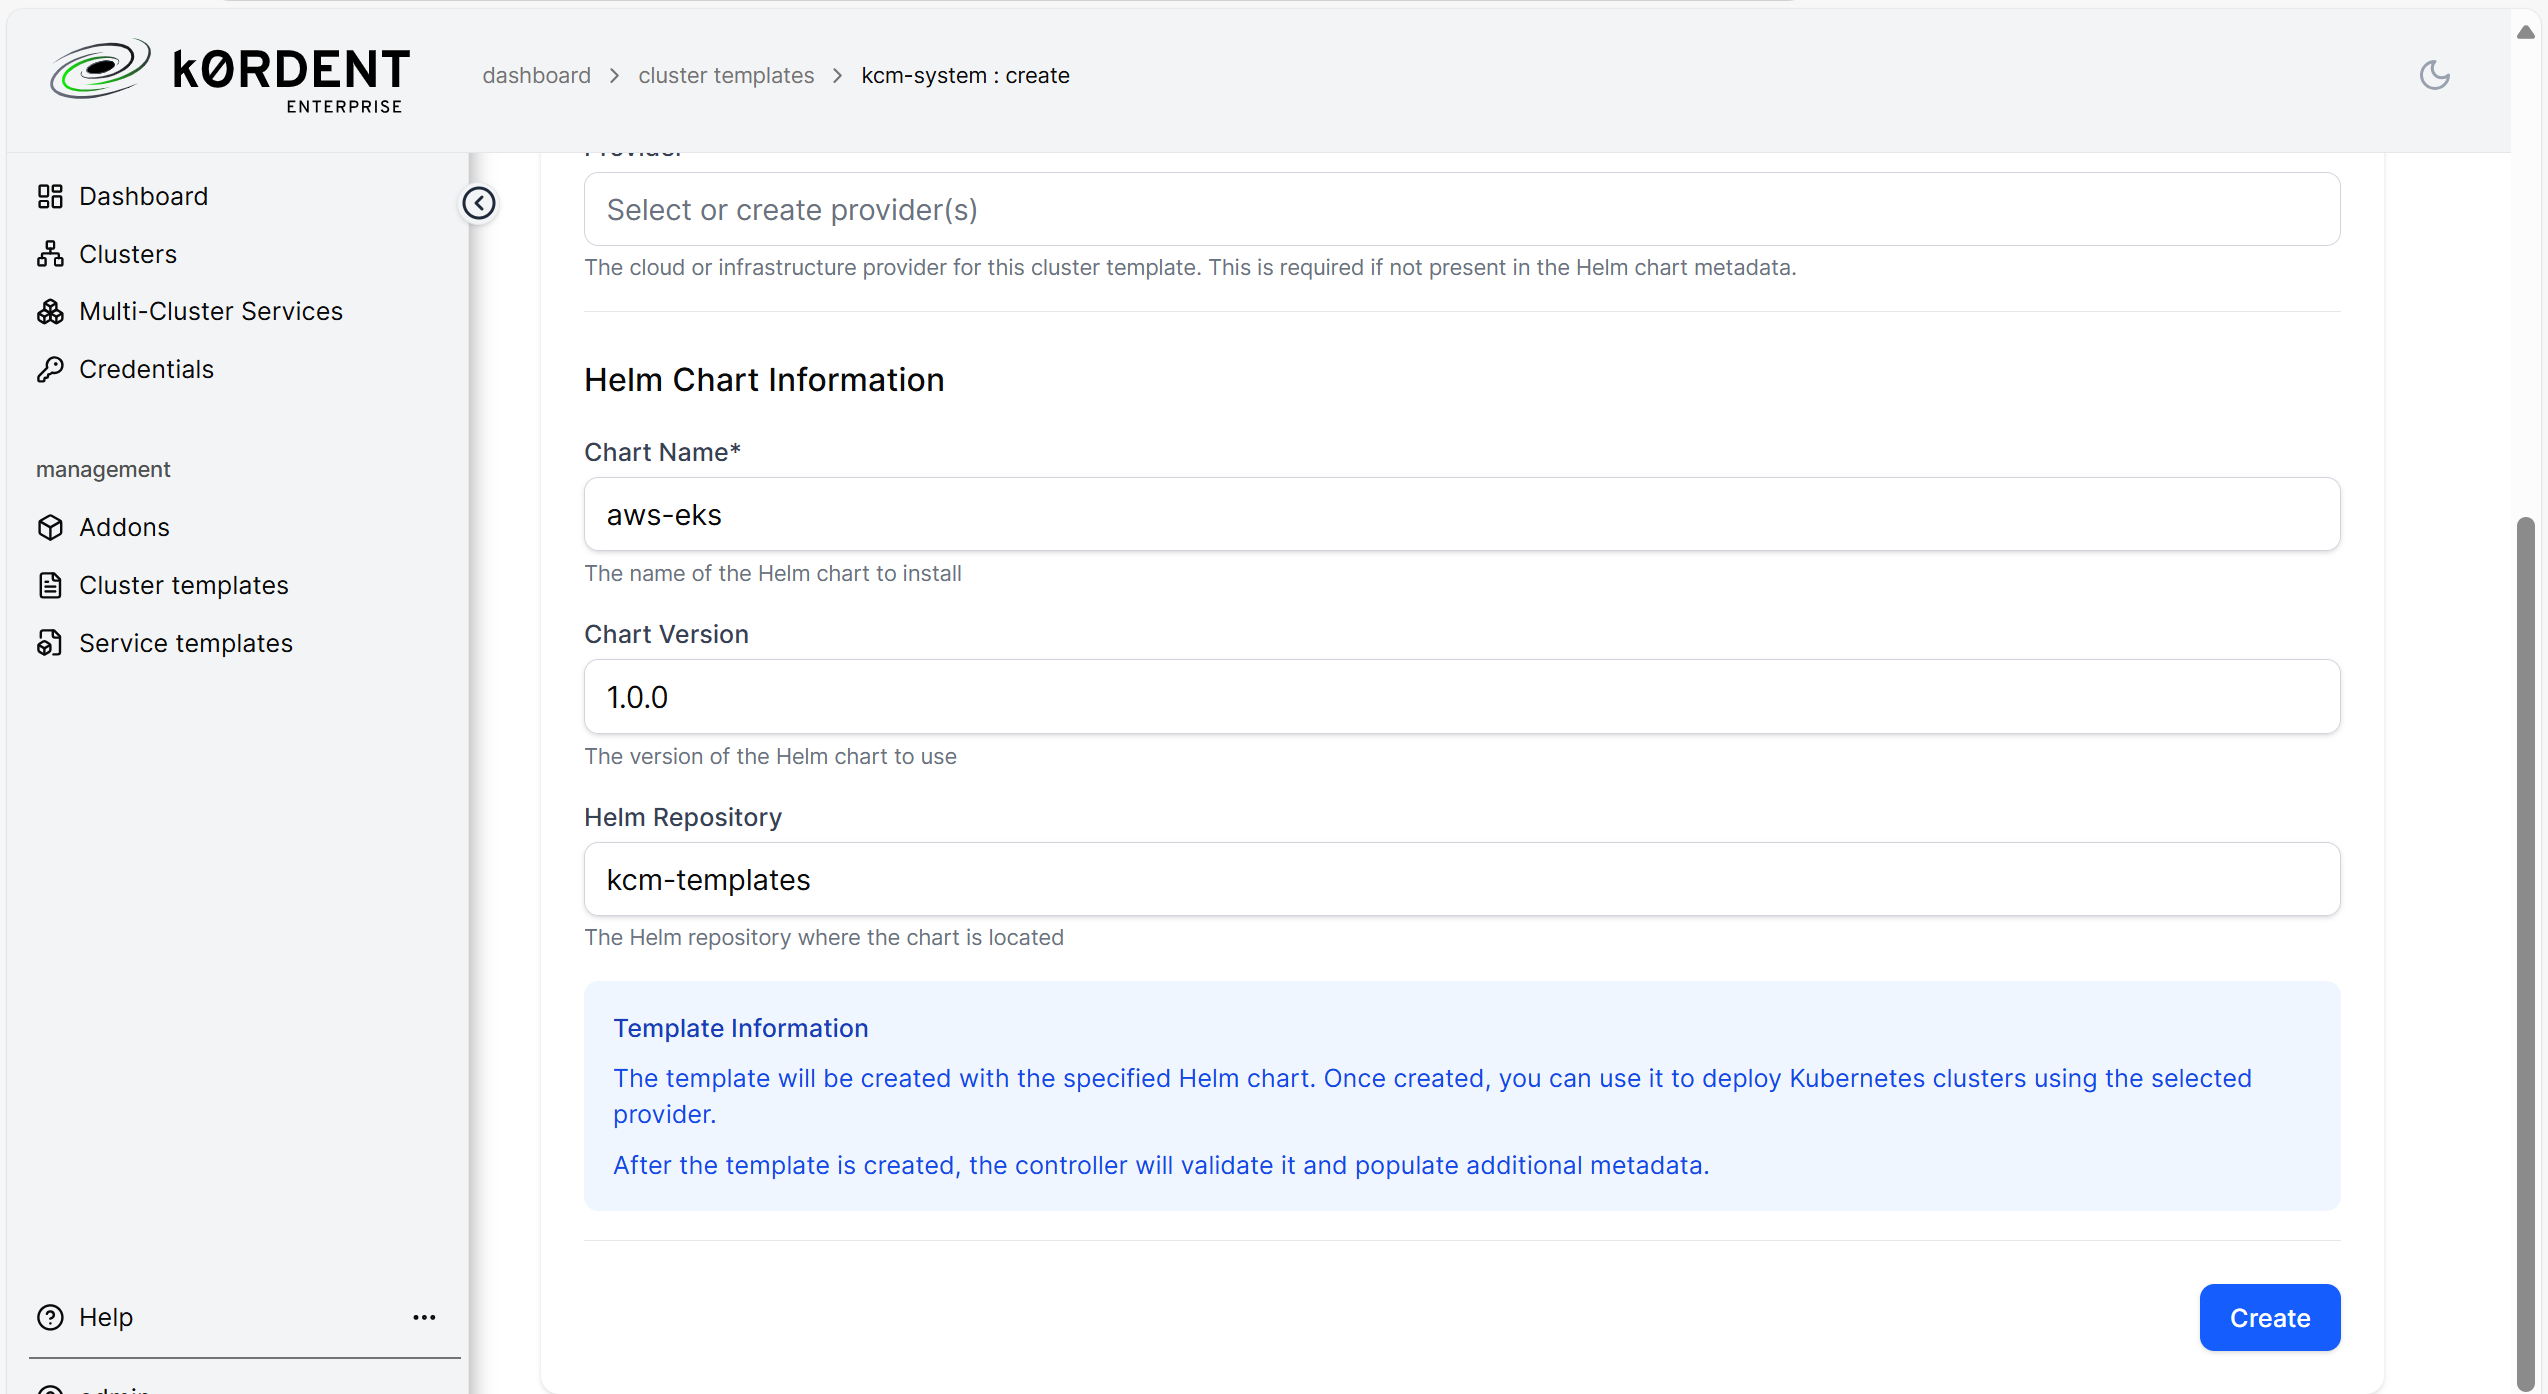 kØRDENT
ENTERPRISE
dashboard > cluster templates > kcm-system : create
Dashboard
Clusters
Multi-Cluster Services
Credentials
management
Addons
Cluster templates
Service templates
Help
Select or create provider(s)
The cloud or infrastructure provider for this cluster template. This is required if not present in the Helm chart metadata.
Helm Chart Information
Chart Name*
aws-eks
The name of the Helm chart to install
Chart Version
1.0.0
The version of the Helm chart to use
Helm Repository
kcm-templates
The Helm repository where the chart is located
Template Information
The template will be created with the specified Helm chart. Once created, you can use it to deploy Kubernetes clusters using the selected
provider.
After the template is created, the controller will validate it and populate additional metadata.
Create